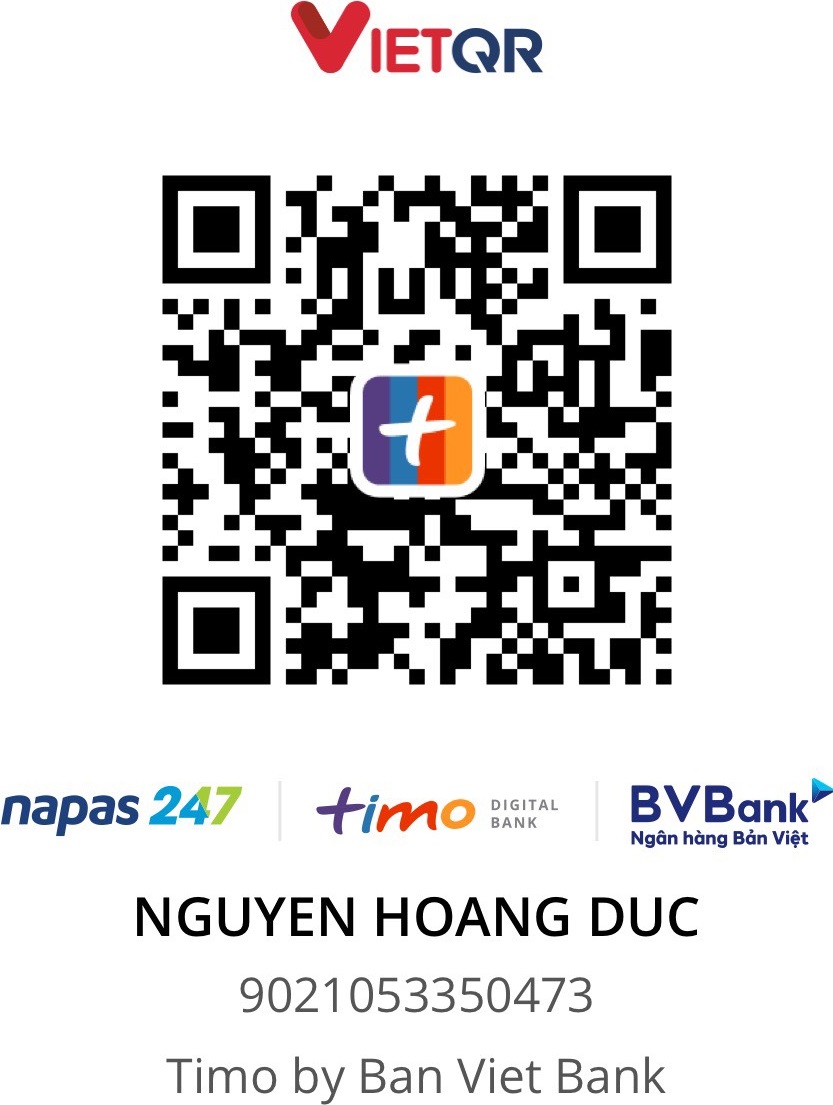 VIETQR
napas 247
timo DIGITAL BANK
BVBank
Ngân hàng Bản Việt
NGUYEN HOANG DUC
9021053350473
Timo by Ban Viet Bank